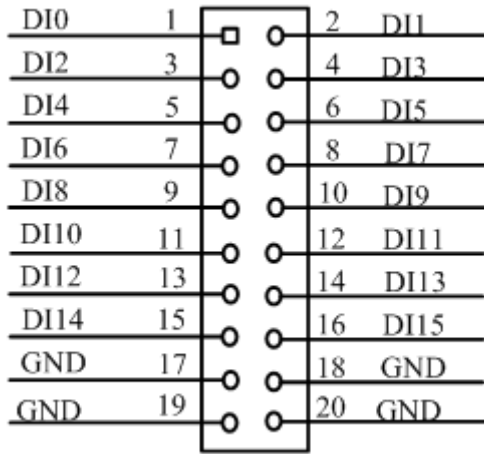 DI0 1 2 DI1
DI2 3 4 DI3
DI4 5 6 DI5
DI6 7 8 DI7
DI8 9 10 DI9
DI10 11 12 DI11
DI12 13 14 DI13
DI14 15 16 DI15
GND 17 18 GND
GND 19 20 GND